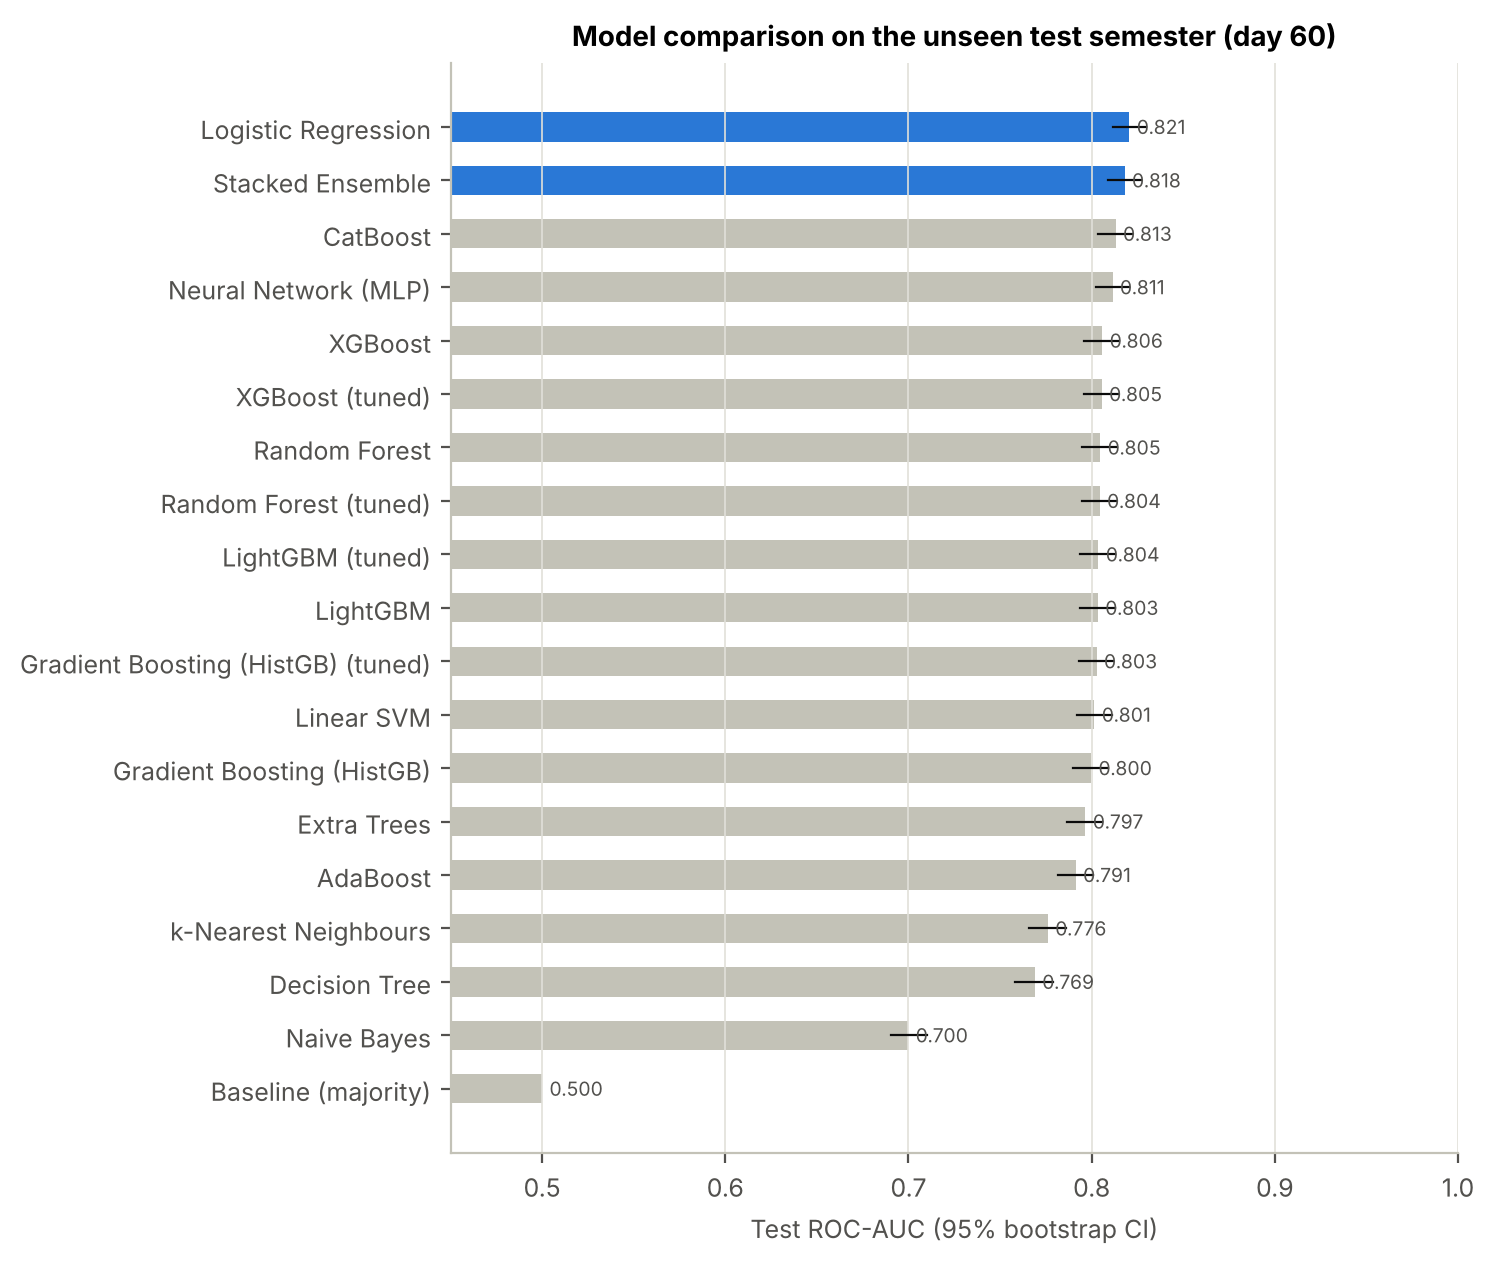 Model comparison on the unseen test semester (day 60)
Logistic Regression 0.821
Stacked Ensemble 0.818
CatBoost 0.813
Neural Network (MLP) 0.811
XGBoost 0.806
XGBoost (tuned) 0.805
Random Forest 0.805
Random Forest (tuned) 0.804
LightGBM (tuned) 0.804
LightGBM 0.803
Gradient Boosting (HistGB) (tuned) 0.803
Linear SVM 0.801
Gradient Boosting (HistGB) 0.800
Extra Trees 0.797
AdaBoost 0.791
k-Nearest Neighbours 0.776
Decision Tree 0.769
Naive Bayes 0.700
Baseline (majority) 0.500
0.5 0.6 0.7 0.8 0.9 1.0
Test ROC-AUC (95% bootstrap CI)